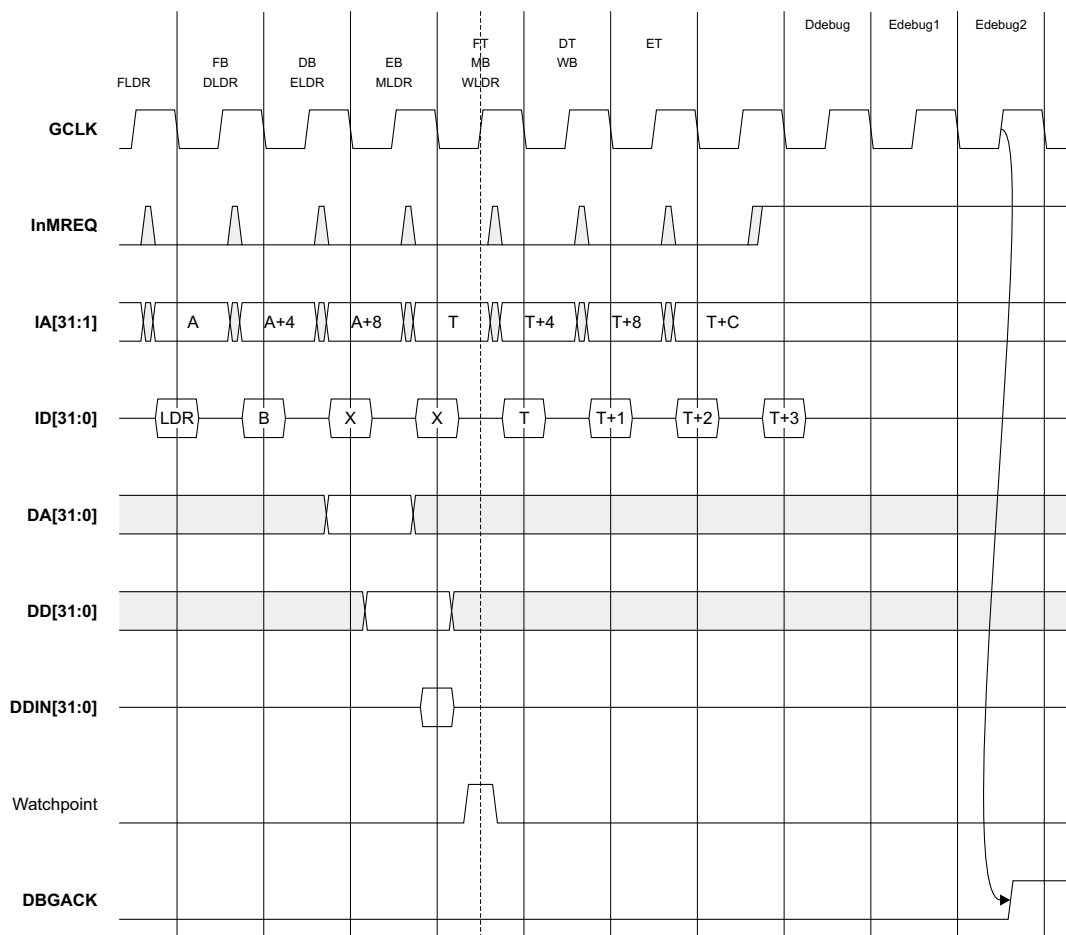 Ddebug Edebug1 Edebug2
FT DT ET
FB DB EB MB WB
FLDR DLDR ELDR MLDR WLDR
GCLK
InMREQ
IA[31:1] A A+4 A+8 T T+4 T+8 T+C
ID[31:0] LDR B X X T T+1 T+2 T+3
DA[31:0]
DD[31:0]
DDIN[31:0]
Watchpoint
DBGACK